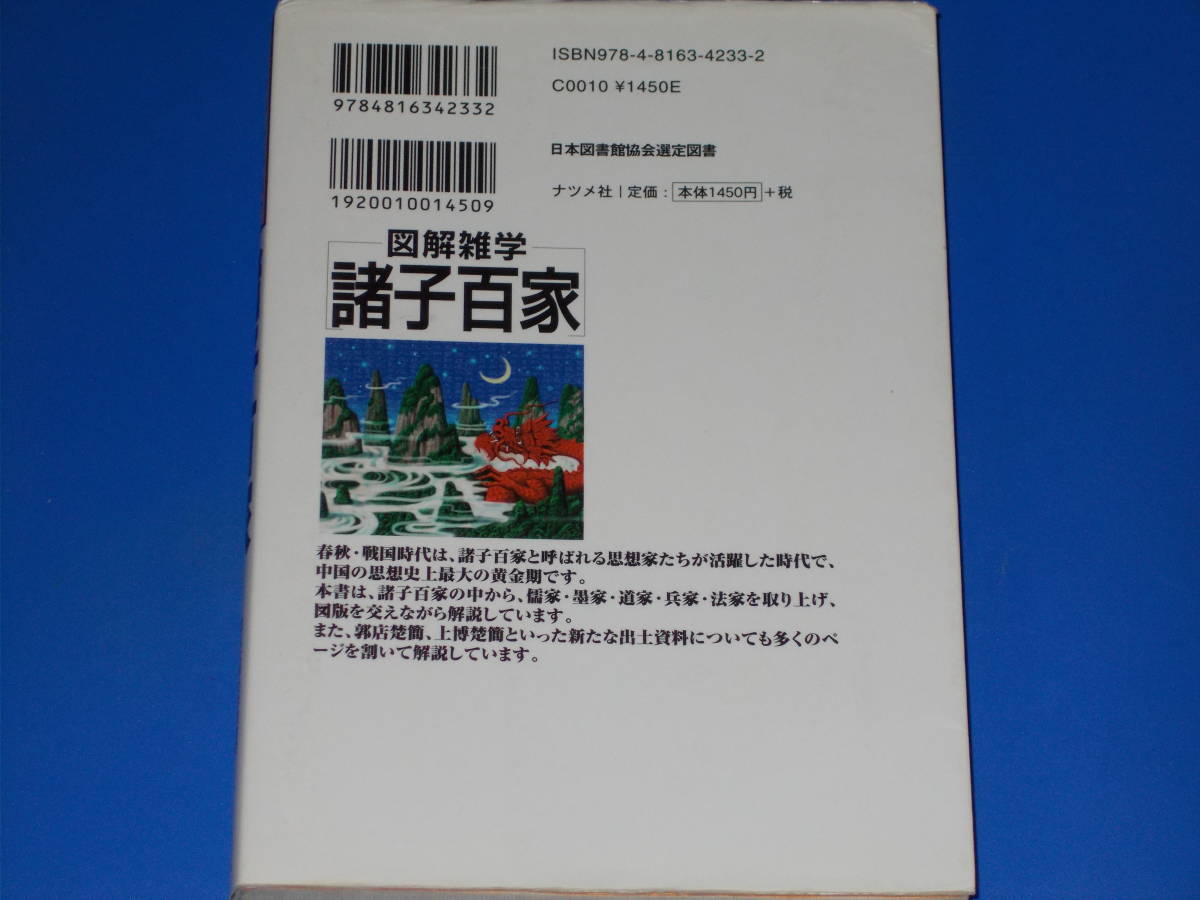 ISBN978-4-8163-4233-2
C0010 ¥1450E
9784816342332
日本図書館協会選定図書
1920010014509
ナツメ社 | 定価 : 本体1450円 +税
図解雑学
諸子百家
春秋・戦国時代は、諸子百家と呼ばれる思想家たちが活躍した時代で、
中国の思想史上最大の黄金期です。
本書は、諸子百家の中から、儒家・墨家・道家・兵家・法家を取り上げ、
図版を交えながら解説しています。
また、郭店楚簡、上博楚簡といった新たな出土資料についても多くのペ
ージを割いて解説しています。